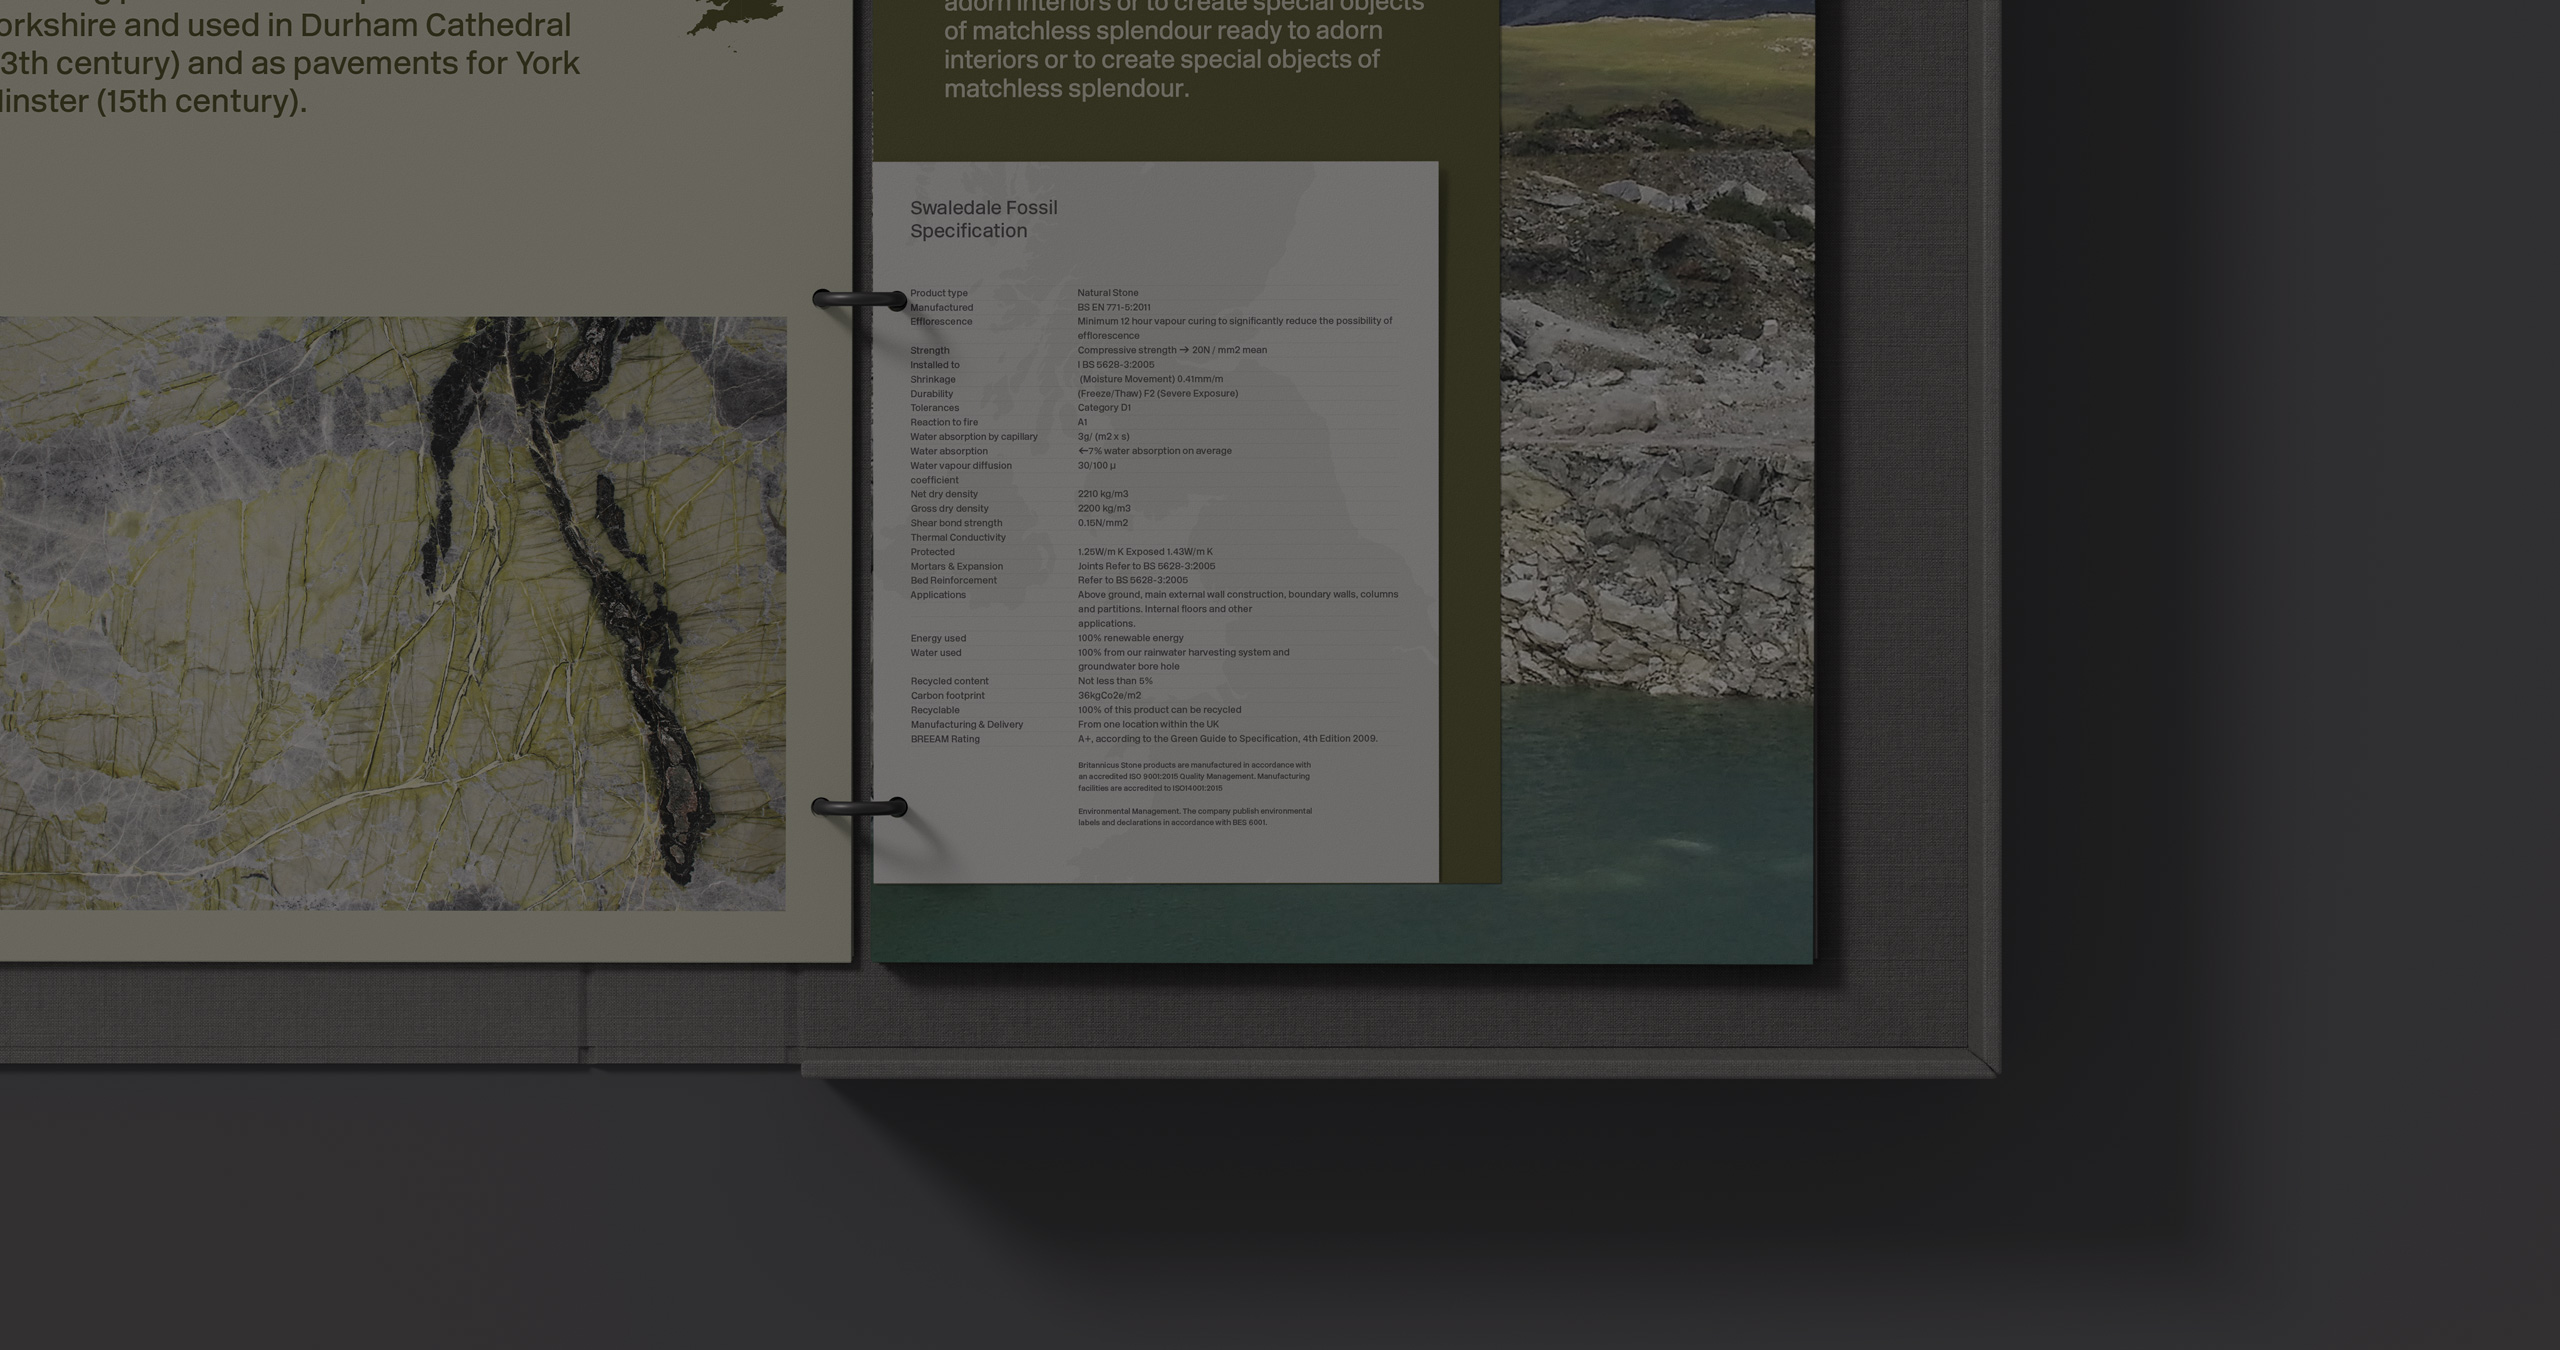 orkshire and used in Durham Cathedral
3th century) and as pavements for York
linster (15th century).
adorn interiors or to create special objects
of matchless splendour ready to adorn
interiors or to create special objects of
matchless splendour.
Swaledale Fossil
Specification
Product type Natural Stone
Manufactured BS EN 771-5:2011
Efflorescence Minimum 12 hour vapour curing to significantly reduce the possibility of
efflorescence
Strength Compressive strength → 20N / mm2 mean
Installed to I BS 5628-3:2005
Shrinkage (Moisture Movement) 0.41mm/m
Durability (Freeze/Thaw) F2 (Severe Exposure)
Tolerances Category D1
Reaction to fire A1
Water absorption by capillary 3g/ (m2 x s)
Water absorption ←7% water absorption on average
Water vapour diffusion 30/100 µ
coefficient
Net dry density 2210 kg/m3
Gross dry density 2200 kg/m3
Shear bond strength 0.15N/mm2
Thermal Conductivity
Protected 1.25W/m K Exposed 1.43W/m K
Mortars & Expansion Joints Refer to BS 5628-3:2005
Bed Reinforcement Refer to BS 5628-3:2005
Applications Above ground, main external wall construction, boundary walls, columns
and partitions. Internal floors and other
applications.
Energy used 100% renewable energy
Water used 100% from our rainwater harvesting system and
groundwater bore hole
Recycled content Not less than 5%
Carbon footprint 36kgCo2e/m2
Recyclable 100% of this product can be recycled
Manufacturing & Delivery From one location within the UK
BREEAM Rating A+, according to the Green Guide to Specification, 4th Edition 2009.
Britannicus Stone products are manufactured in accordance with
an accredited ISO 9001:2015 Quality Management. Manufacturing
facilities are accredited to ISO14001:2015
Environmental Management. The company publish environmental
labels and declarations in accordance with BES 6001.